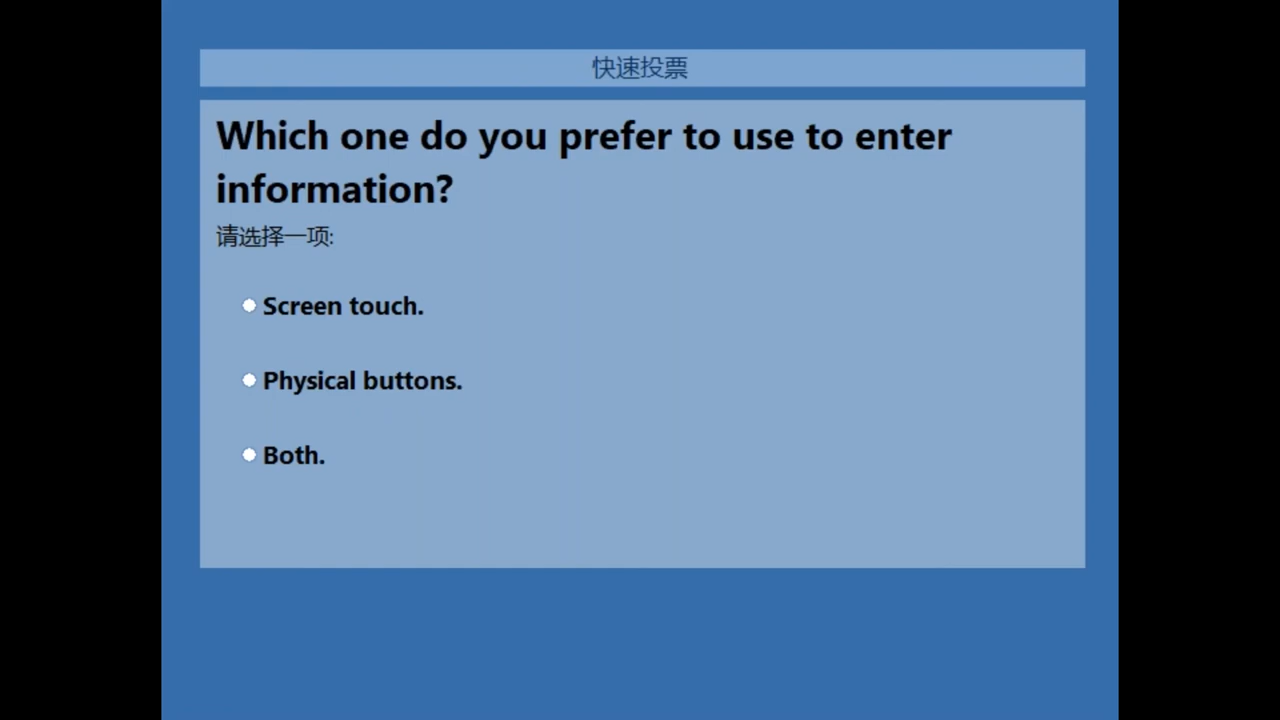 快速投票
Which one do you prefer to use to enter
information?
请选择一项:
Screen touch.
Physical buttons.
Both.